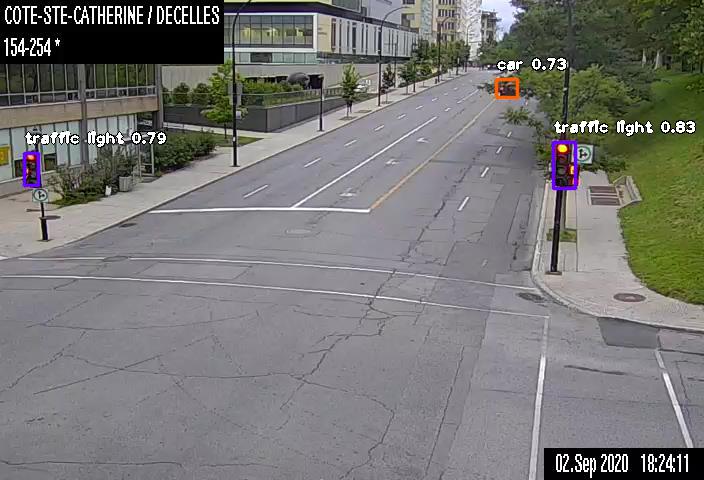 COTE-STE-CATHERINE / DECELLES
154-254 *
car 0.73
traffic light 0.83
traffic light 0.79
02.Sep 2020 18:24:11